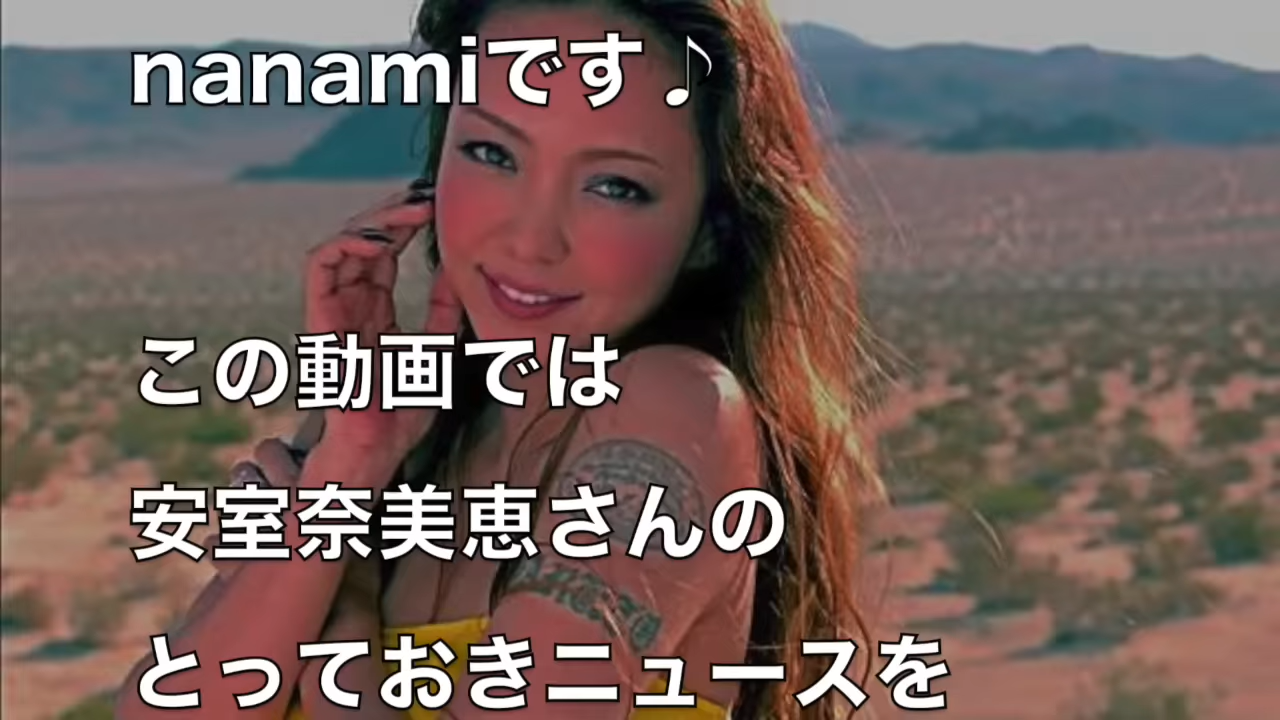 nanamiです♪
この動画では
安室奈美恵さんの
とっておきニュースを